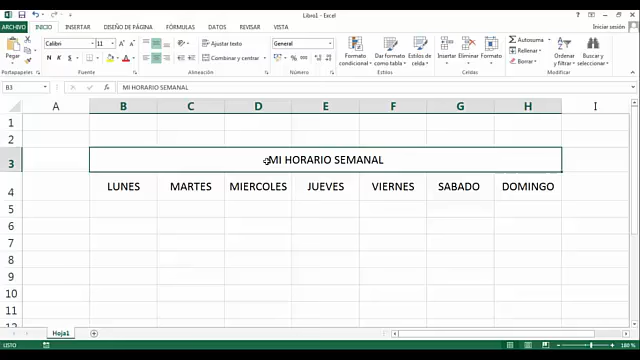 Libro1 - Excel
ARCHIVO INICIO INSERTAR DISEÑO DE PÁGINA FÓRMULAS DATOS REVISAR VISTA Iniciar sesión
Pegar
Calibri 11
Ajustar texto
Combinar y centrar
General
Formato condicional
Dar formato como tabla
Estilos de celda
Insertar Eliminar Formato
Autosuma
Rellenar
Borrar
Ordenar y filtrar
Buscar y seleccionar
Portapapeles Fuente Alineación Número Estilos Celdas Modificar
B3 MI HORARIO SEMANAL
A B C D E F G H I
1
2
3 MI HORARIO SEMANAL
4 LUNES MARTES MIERCOLES JUEVES VIERNES SABADO DOMINGO
5
6
7
8
9
10
11
12
Hoja1
LISTO 180 %